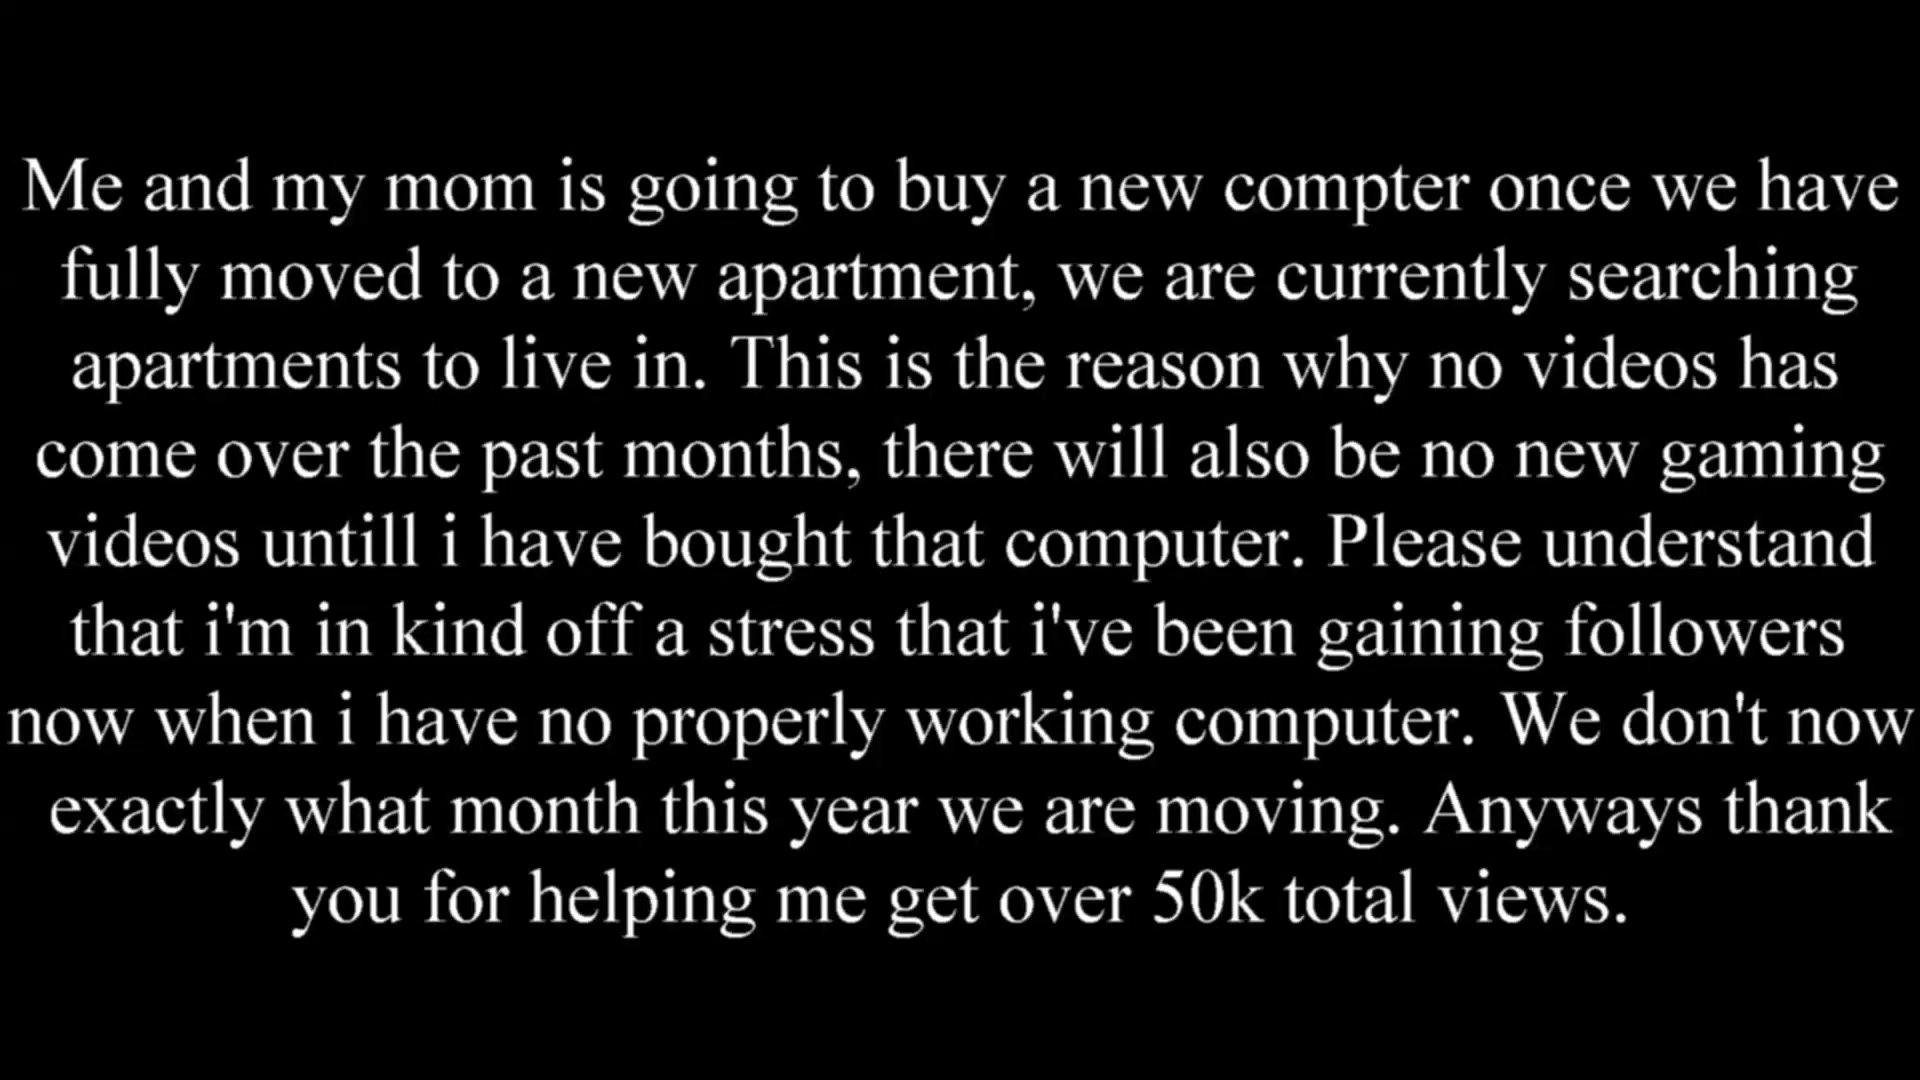 Me and my mom is going to buy a new compter once we have
fully moved to a new apartment, we are currently searching
apartments to live in. This is the reason why no videos has
come over the past months, there will also be no new gaming
videos untill i have bought that computer. Please understand
that i'm in kind off a stress that i've been gaining followers
now when i have no properly working computer. We don't now
exactly what month this year we are moving. Anyways thank
you for helping me get over 50k total views.